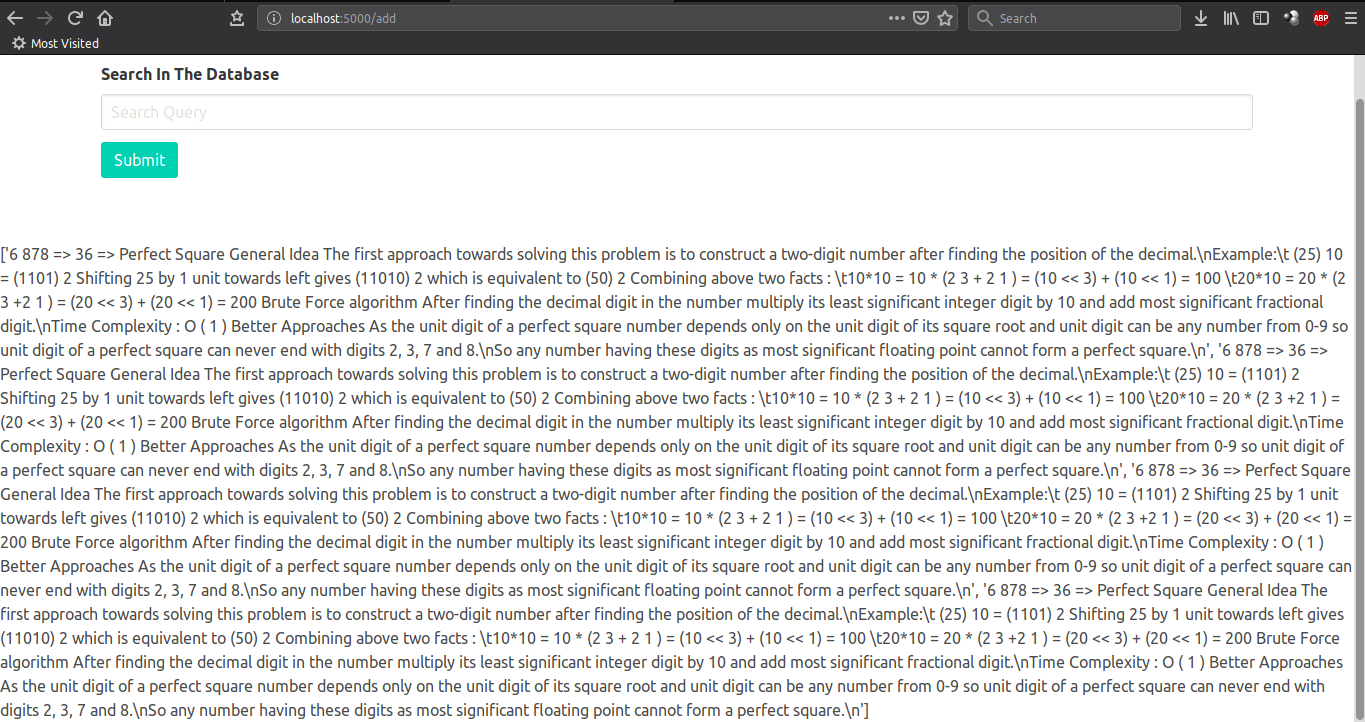 localhost:5000/add
Search
ABP
Most Visited
Search In The Database
Search Query
Submit
['6 878 => 36 => Perfect Square General Idea The first approach towards solving this problem is to construct a two-digit number after finding the position of the decimal.\nExample:\t (25) 10
= (1101) 2 Shifting 25 by 1 unit towards left gives (11010) 2 which is equivalent to (50) 2 Combining above two facts : \t10*10 = 10 * (2 3 + 2 1 ) = (10 << 3) + (10 << 1) = 100 \t20*10 = 20 * (2
3 +2 1 ) = (20 << 3) + (20 << 1) = 200 Brute Force algorithm After finding the decimal digit in the number multiply its least significant integer digit by 10 and add most significant fractional
digit.\nTime Complexity : O ( 1 ) Better Approaches As the unit digit of a perfect square number depends only on the unit digit of its square root and unit digit can be any number from 0-9 so
unit digit of a perfect square can never end with digits 2, 3, 7 and 8.\nSo any number having these digits as most significant floating point cannot form a perfect square.\n', '6 878 => 36 =>
Perfect Square General Idea The first approach towards solving this problem is to construct a two-digit number after finding the position of the decimal.\nExample:\t (25) 10 = (1101) 2
Shifting 25 by 1 unit towards left gives (11010) 2 which is equivalent to (50) 2 Combining above two facts : \t10*10 = 10 * (2 3 + 2 1 ) = (10 << 3) + (10 << 1) = 100 \t20*10 = 20 * (2 3 +2 1 ) =
(20 << 3) + (20 << 1) = 200 Brute Force algorithm After finding the decimal digit in the number multiply its least significant integer digit by 10 and add most significant fractional digit.\nTime
Complexity : O ( 1 ) Better Approaches As the unit digit of a perfect square number depends only on the unit digit of its square root and unit digit can be any number from 0-9 so unit digit of
a perfect square can never end with digits 2, 3, 7 and 8.\nSo any number having these digits as most significant floating point cannot form a perfect square.\n', '6 878 => 36 => Perfect Square
General Idea The first approach towards solving this problem is to construct a two-digit number after finding the position of the decimal.\nExample:\t (25) 10 = (1101) 2 Shifting 25 by 1 unit
towards left gives (11010) 2 which is equivalent to (50) 2 Combining above two facts : \t10*10 = 10 * (2 3 + 2 1 ) = (10 << 3) + (10 << 1) = 100 \t20*10 = 20 * (2 3 +2 1 ) = (20 << 3) + (20 << 1) =
200 Brute Force algorithm After finding the decimal digit in the number multiply its least significant integer digit by 10 and add most significant fractional digit.\nTime Complexity : O ( 1 )
Better Approaches As the unit digit of a perfect square number depends only on the unit digit of its square root and unit digit can be any number from 0-9 so unit digit of a perfect square can
never end with digits 2, 3, 7 and 8.\nSo any number having these digits as most significant floating point cannot form a perfect square.\n', '6 878 => 36 => Perfect Square General Idea The
first approach towards solving this problem is to construct a two-digit number after finding the position of the decimal.\nExample:\t (25) 10 = (1101) 2 Shifting 25 by 1 unit towards left gives
(11010) 2 which is equivalent to (50) 2 Combining above two facts : \t10*10 = 10 * (2 3 + 2 1 ) = (10 << 3) + (10 << 1) = 100 \t20*10 = 20 * (2 3 +2 1 ) = (20 << 3) + (20 << 1) = 200 Brute Force
algorithm After finding the decimal digit in the number multiply its least significant integer digit by 10 and add most significant fractional digit.\nTime Complexity : O ( 1 ) Better Approaches
As the unit digit of a perfect square number depends only on the unit digit of its square root and unit digit can be any number from 0-9 so unit digit of a perfect square can never end with
digits 2, 3, 7 and 8.\nSo any number having these digits as most significant floating point cannot form a perfect square.\n']